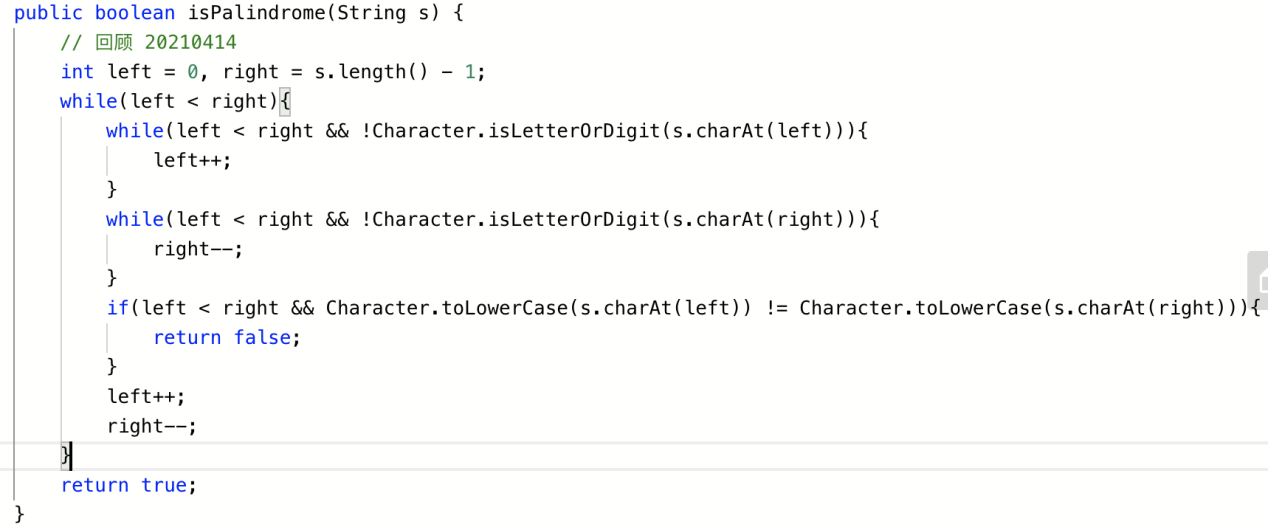 public boolean isPalindrome(String s) {
    // 回顾 20210414
    int left = 0, right = s.length() - 1;
    while(left < right){
        while(left < right && !Character.isLetterOrDigit(s.charAt(left))){
            left++;
        }
        while(left < right && !Character.isLetterOrDigit(s.charAt(right))){
            right--;
        }
        if(left < right && Character.toLowerCase(s.charAt(left)) != Character.toLowerCase(s.charAt(right))){
            return false;
        }
        left++;
        right--;
    }
    return true;
}